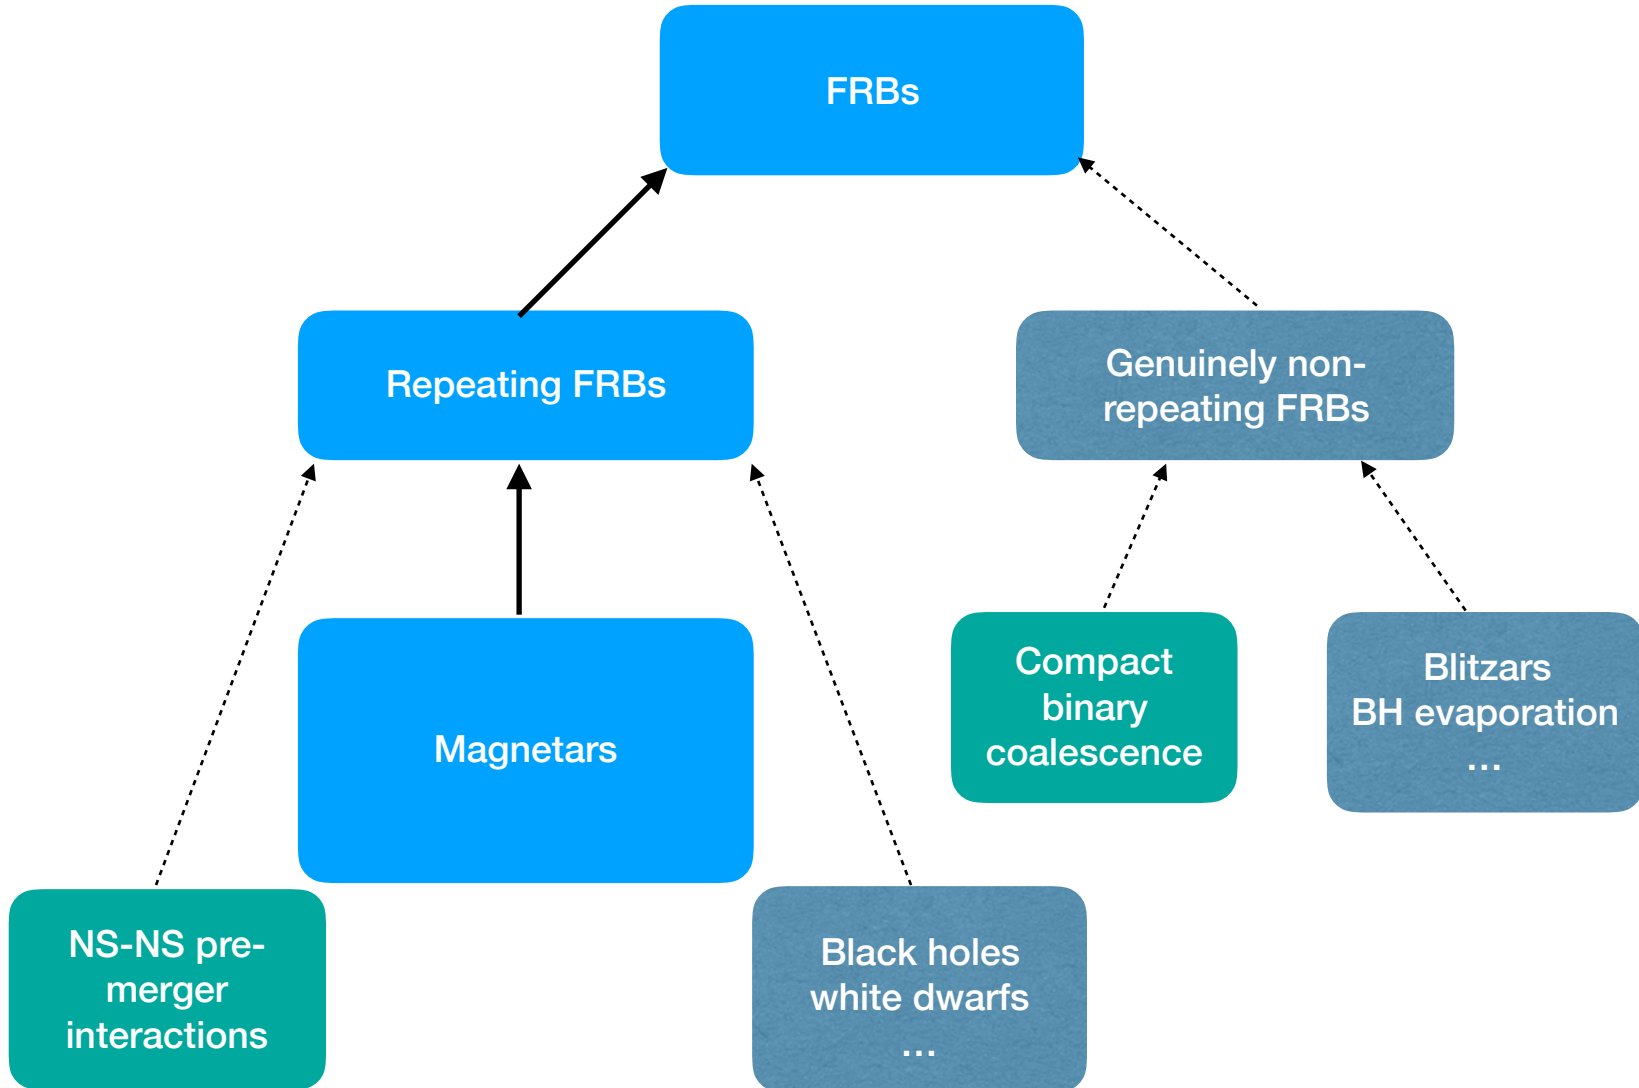 FRBs
Repeating FRBs
Genuinely non-
repeating FRBs
Magnetars
Compact
binary
coalescence
Blitzars
BH evaporation
...
NS-NS pre-
merger
interactions
Black holes
white dwarfs
...